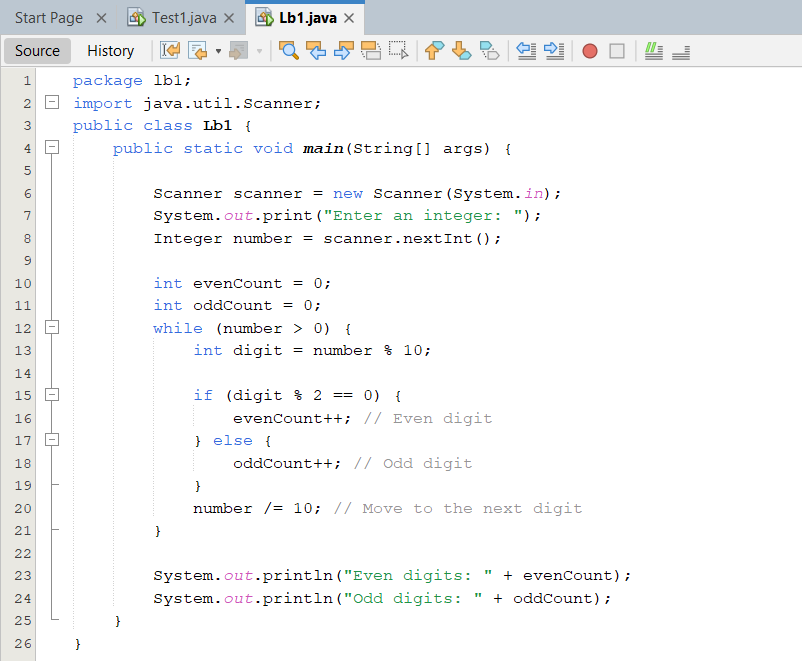 Start Page Test1.java Lb1.java
Source History
1 package lb1;
2 import java.util.Scanner;
3 public class Lb1 {
4 public static void main(String[] args) {
5
6 Scanner scanner = new Scanner(System.in);
7 System.out.print("Enter an integer: ");
8 Integer number = scanner.nextInt();
9
10 int evenCount = 0;
11 int oddCount = 0;
12 while (number > 0) {
13 int digit = number % 10;
14
15 if (digit % 2 == 0) {
16 evenCount++; // Even digit
17 } else {
18 oddCount++; // Odd digit
19 }
20 number /= 10; // Move to the next digit
21 }
22
23 System.out.println("Even digits: " + evenCount);
24 System.out.println("Odd digits: " + oddCount);
25 }
26 }